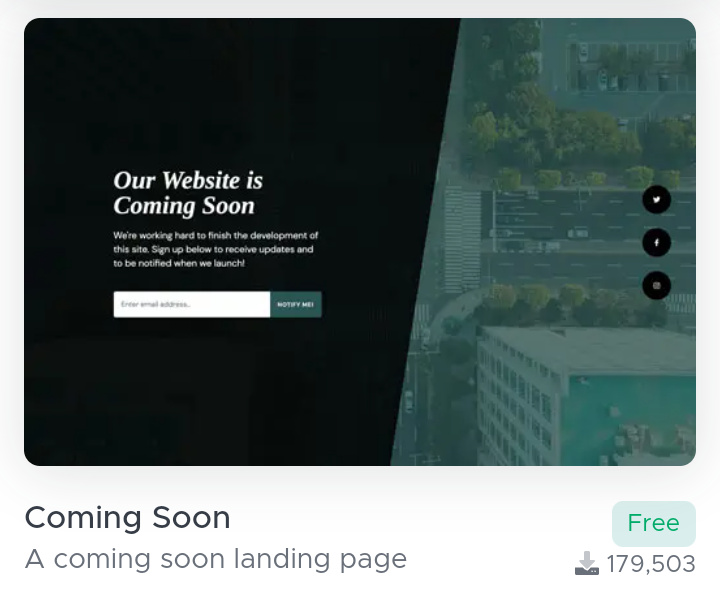 Our Website is
Coming Soon
We're working hard to finish the development of
this site. Sign up below to receive updates and
to be notified when we launch!
Enter email address...
NOTIFY ME!
Coming Soon
Free
A coming soon landing page
179,503